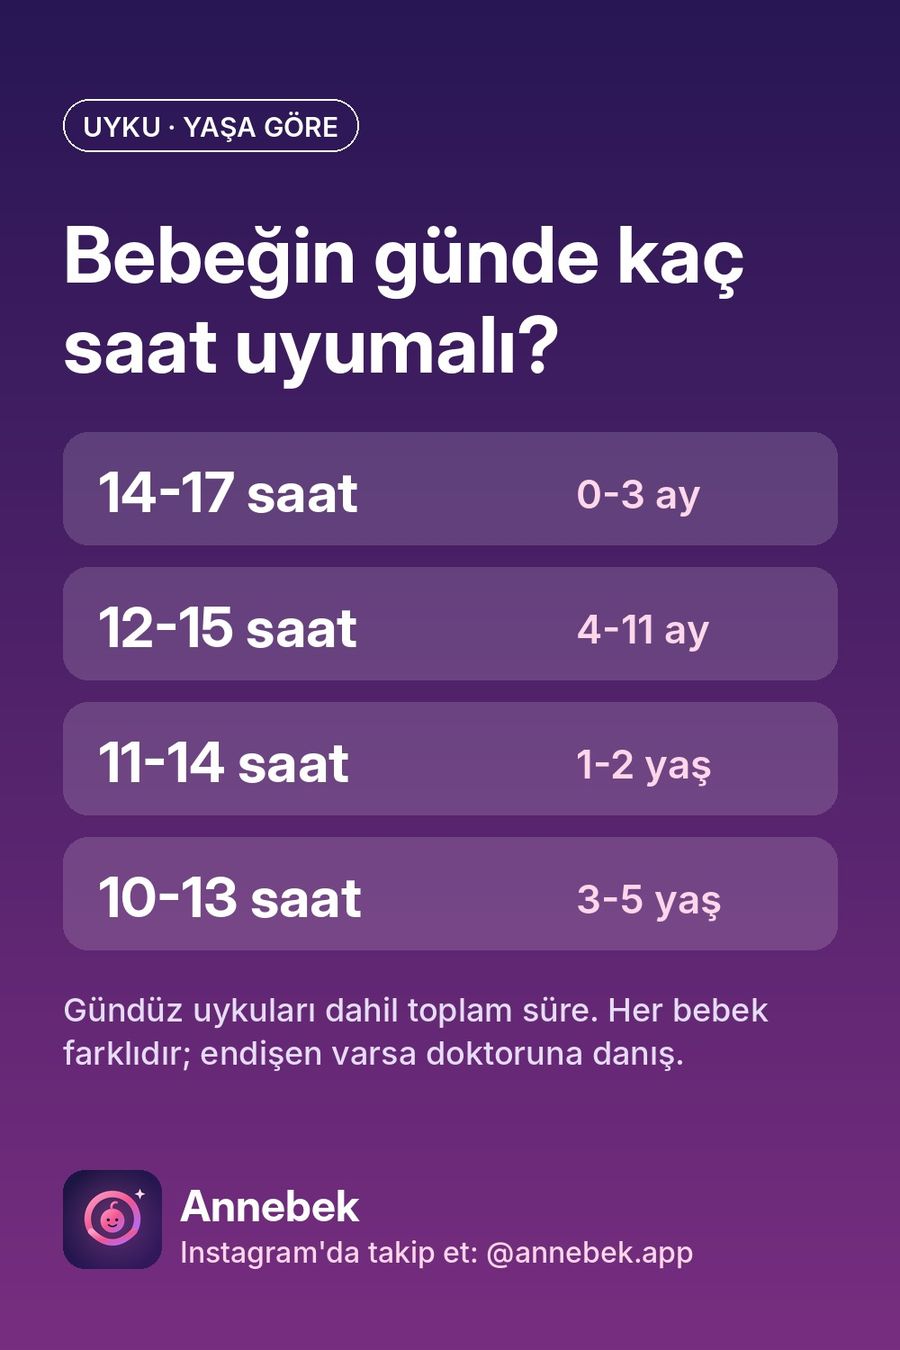 UYKU · YAŞA GÖRE
Bebeğin günde kaç
saat uyumalı?
14-17 saat 0-3 ay
12-15 saat 4-11 ay
11-14 saat 1-2 yaş
10-13 saat 3-5 yaş
Gündüz uykuları dahil toplam süre. Her bebek
farklıdır; endişen varsa doktoruna danış.
Annebek
Instagram'da takip et: @annebek.app